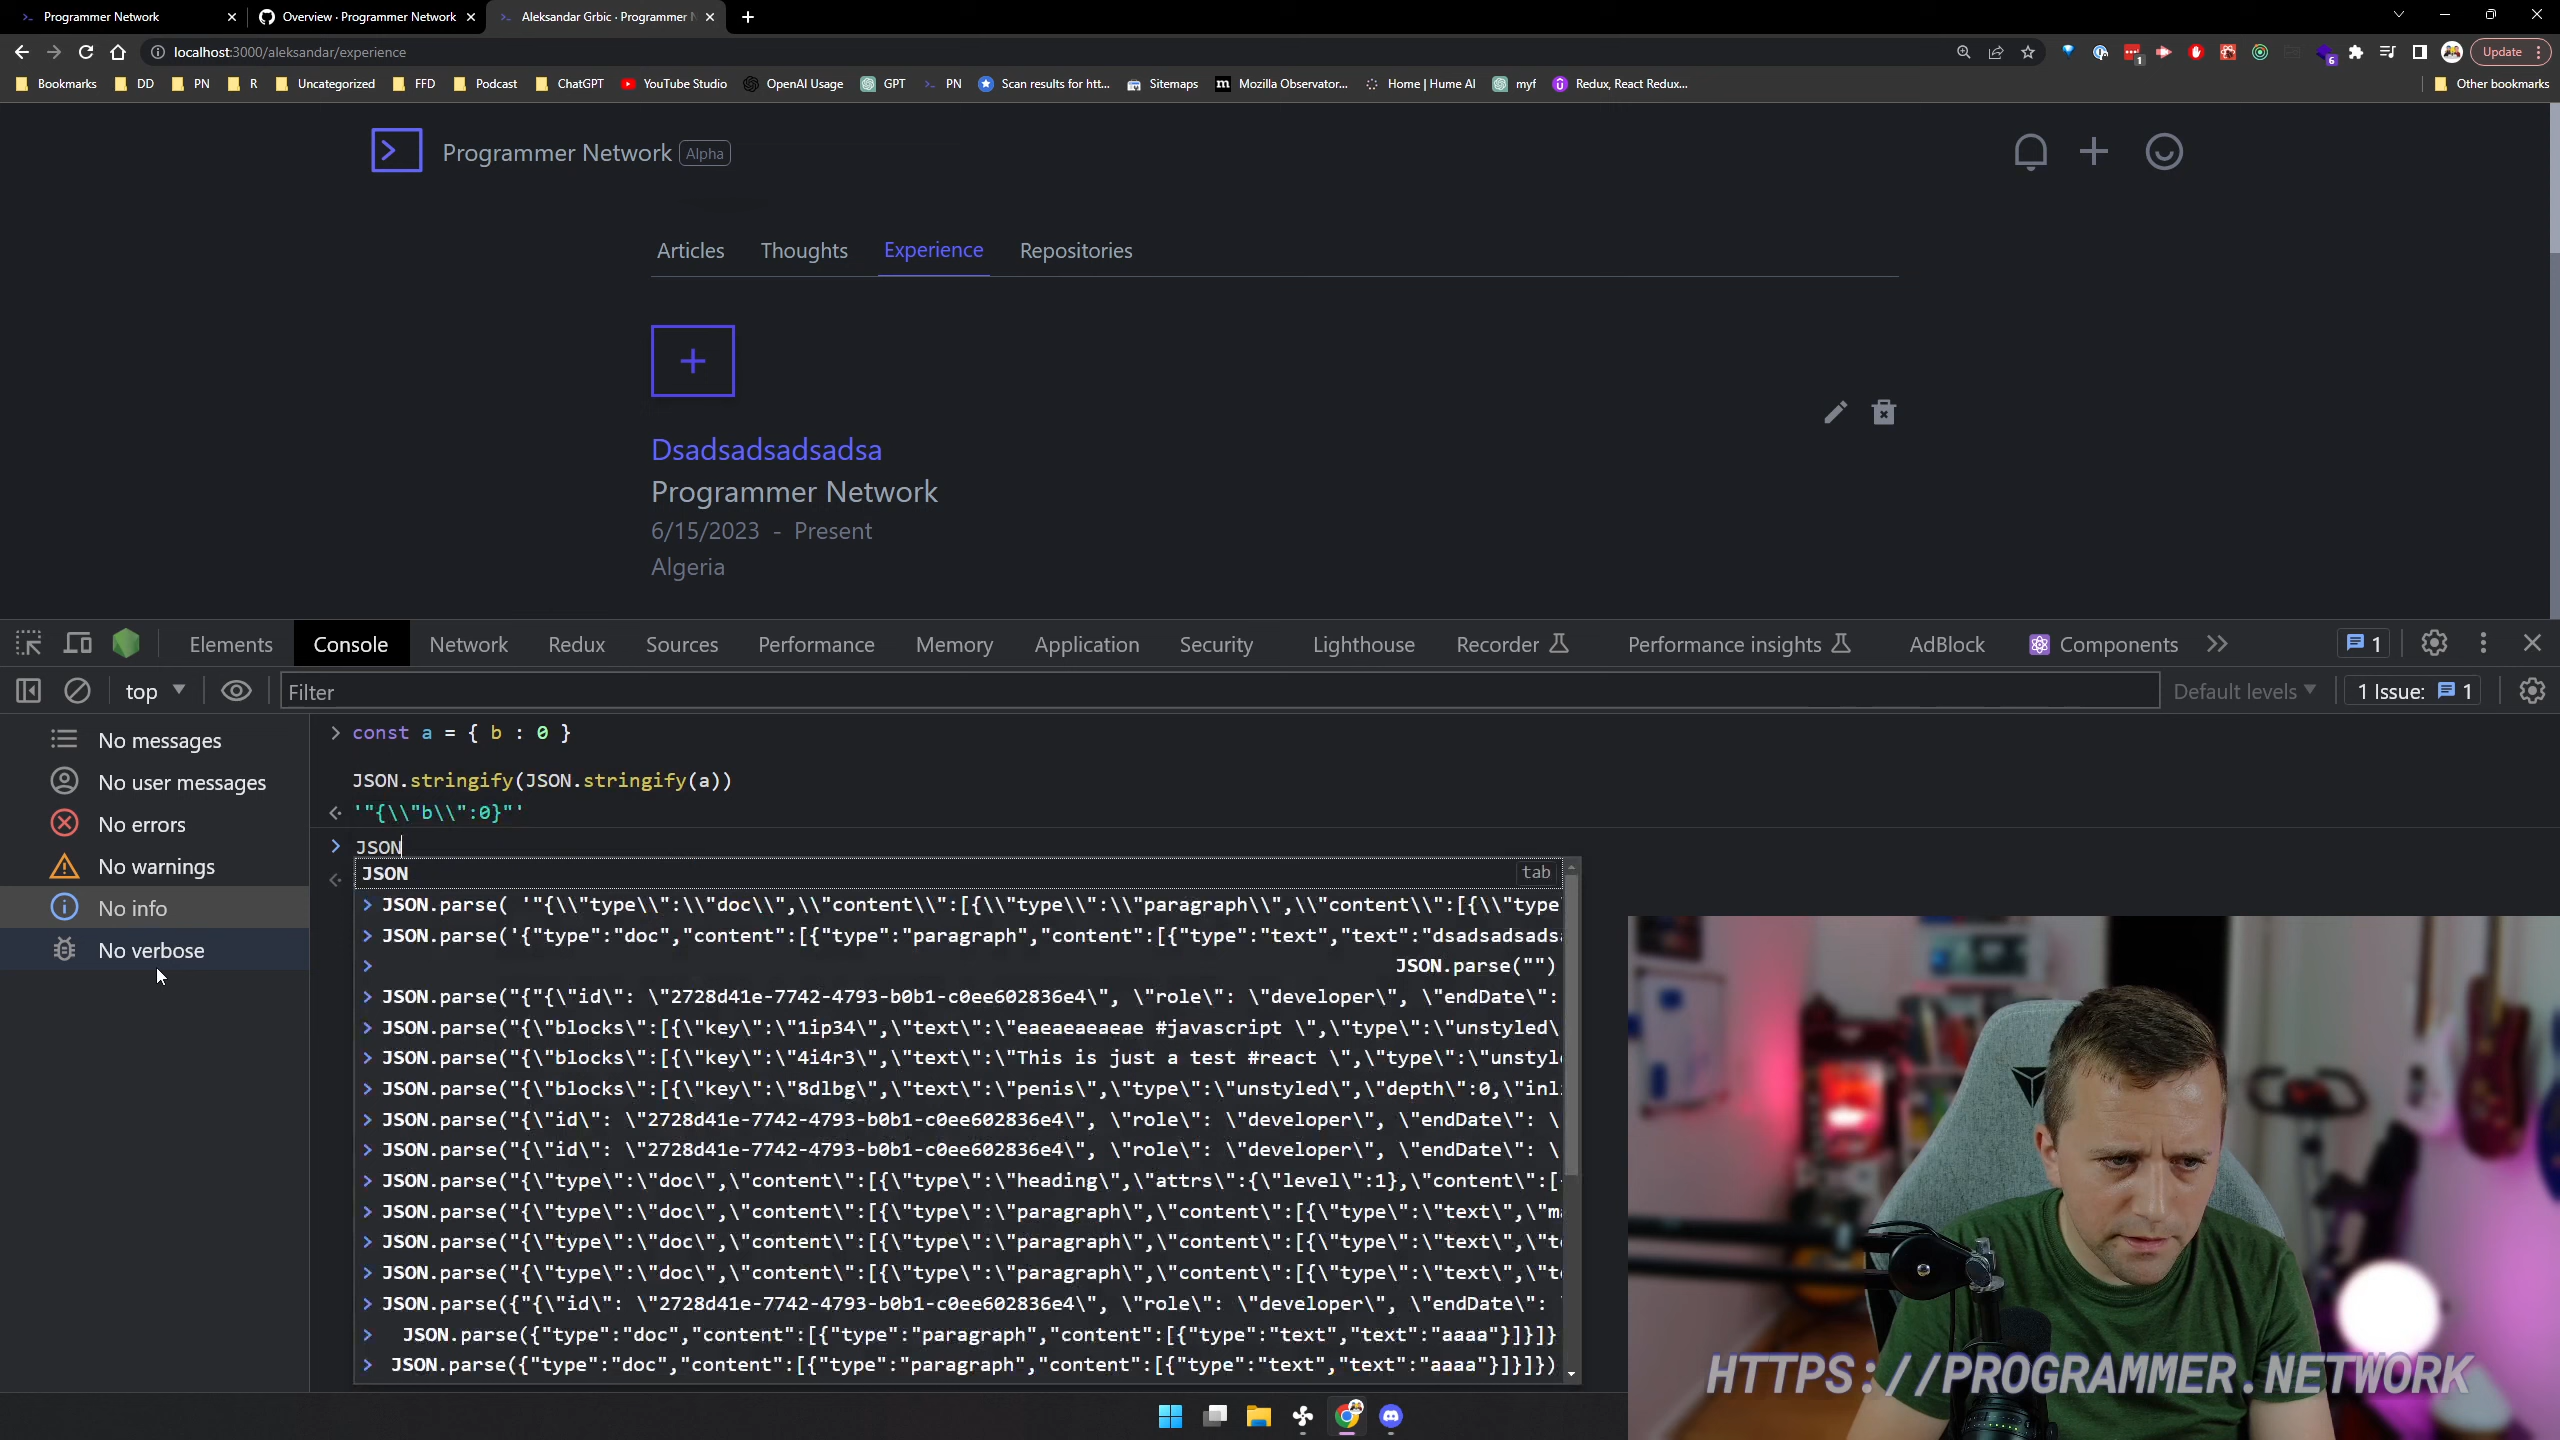 Programmer Network
Overview · Programmer Network
Aleksandar Grbic · Programmer N
localhost:3000/aleksandar/experience
1
6
Update
Bookmarks
DD
PN
R
Uncategorized
FFD
Podcast
ChatGPT
YouTube Studio
OpenAI Usage
GPT
PN
Scan results for htt...
Sitemaps
m
Mozilla Observator...
Home | Hume AI
myf
Redux, React Redux...
Other bookmarks
Programmer Network
Alpha
Articles
Thoughts
Experience
Repositories
+
Dsadsadsadsadsa
Programmer Network
6/15/2023 - Present
Algeria
Elements
Console
Network
Redux
Sources
Performance
Memory
Application
Security
Lighthouse
Recorder
Performance insights
AdBlock
Components
1
top
Filter
Default levels
1 Issue: 1
No messages
No user messages
No errors
No warnings
No info
No verbose
const a = { b : 0 }
JSON.stringify(JSON.stringify(a))
'"{\\"b\\":0}"'
JSON
JSON
tab
JSON.parse( '"{\\"type\\":\\"doc\\",\\"content\\":[{\\"type\\":\\"paragraph\\",\\"content\\":[{\\"type
JSON.parse('{"type":"doc","content":[{"type":"paragraph","content":[{"type":"text","text":"dsadsadsads
JSON.parse("")
JSON.parse("{"{\"id\": \"2728d41e-7742-4793-b0b1-c0ee602836e4\", \"role\": \"developer\", \"endDate\":
JSON.parse("{\"blocks\":[{\"key\":\"1ip34\",\"text\":\"eaeaeaeaeae #javascript \",\"type\":\"unstyled\
JSON.parse("{\"blocks\":[{\"key\":\"4i4r3\",\"text\":\"This is just a test #react \",\"type\":\"unstyl
JSON.parse("{\"blocks\":[{\"key\":\"8dlbg\",\"text\":\"penis\",\"type\":\"unstyled\",\"depth\":0,\"inl
JSON.parse("{\"id\": \"2728d41e-7742-4793-b0b1-c0ee602836e4\", \"role\": \"developer\", \"endDate\": \
JSON.parse("{\"id\": \"2728d41e-7742-4793-b0b1-c0ee602836e4\", \"role\": \"developer\", \"endDate\": \
JSON.parse("{\"type\":\"doc\",\"content\":[{\"type\":\"heading\",\"attrs\":{\"level\":1},\"content\":[
JSON.parse("{\"type\":\"doc\",\"content\":[{\"type\":\"paragraph\",\"content\":[{\"type\":\"text\",\"m
JSON.parse("{\"type\":\"doc\",\"content\":[{\"type\":\"paragraph\",\"content\":[{\"type\":\"text\",\"t
JSON.parse("{\"type\":\"doc\",\"content\":[{\"type\":\"paragraph\",\"content\":[{\"type\":\"text\",\"t
JSON.parse({"{\"id\": \"2728d41e-7742-4793-b0b1-c0ee602836e4\", \"role\": \"developer\", \"endDate\":
JSON.parse({"type":"doc","content":[{"type":"paragraph","content":[{"type":"text","text":"aaaa"}]}]}
JSON.parse({"type":"doc","content":[{"type":"paragraph","content":[{"type":"text","text":"aaaa"}]}]})
HTTPS://PROGRAMMER.NETWORK